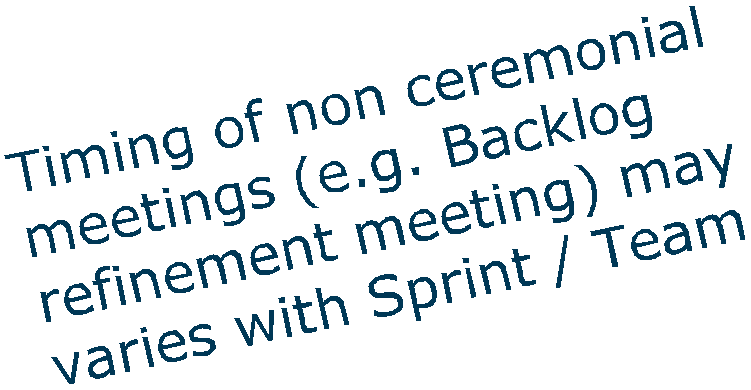 Timing of non ceremonial
meetings (e.g. Backlog
refinement meeting) may
varies with Sprint / Team